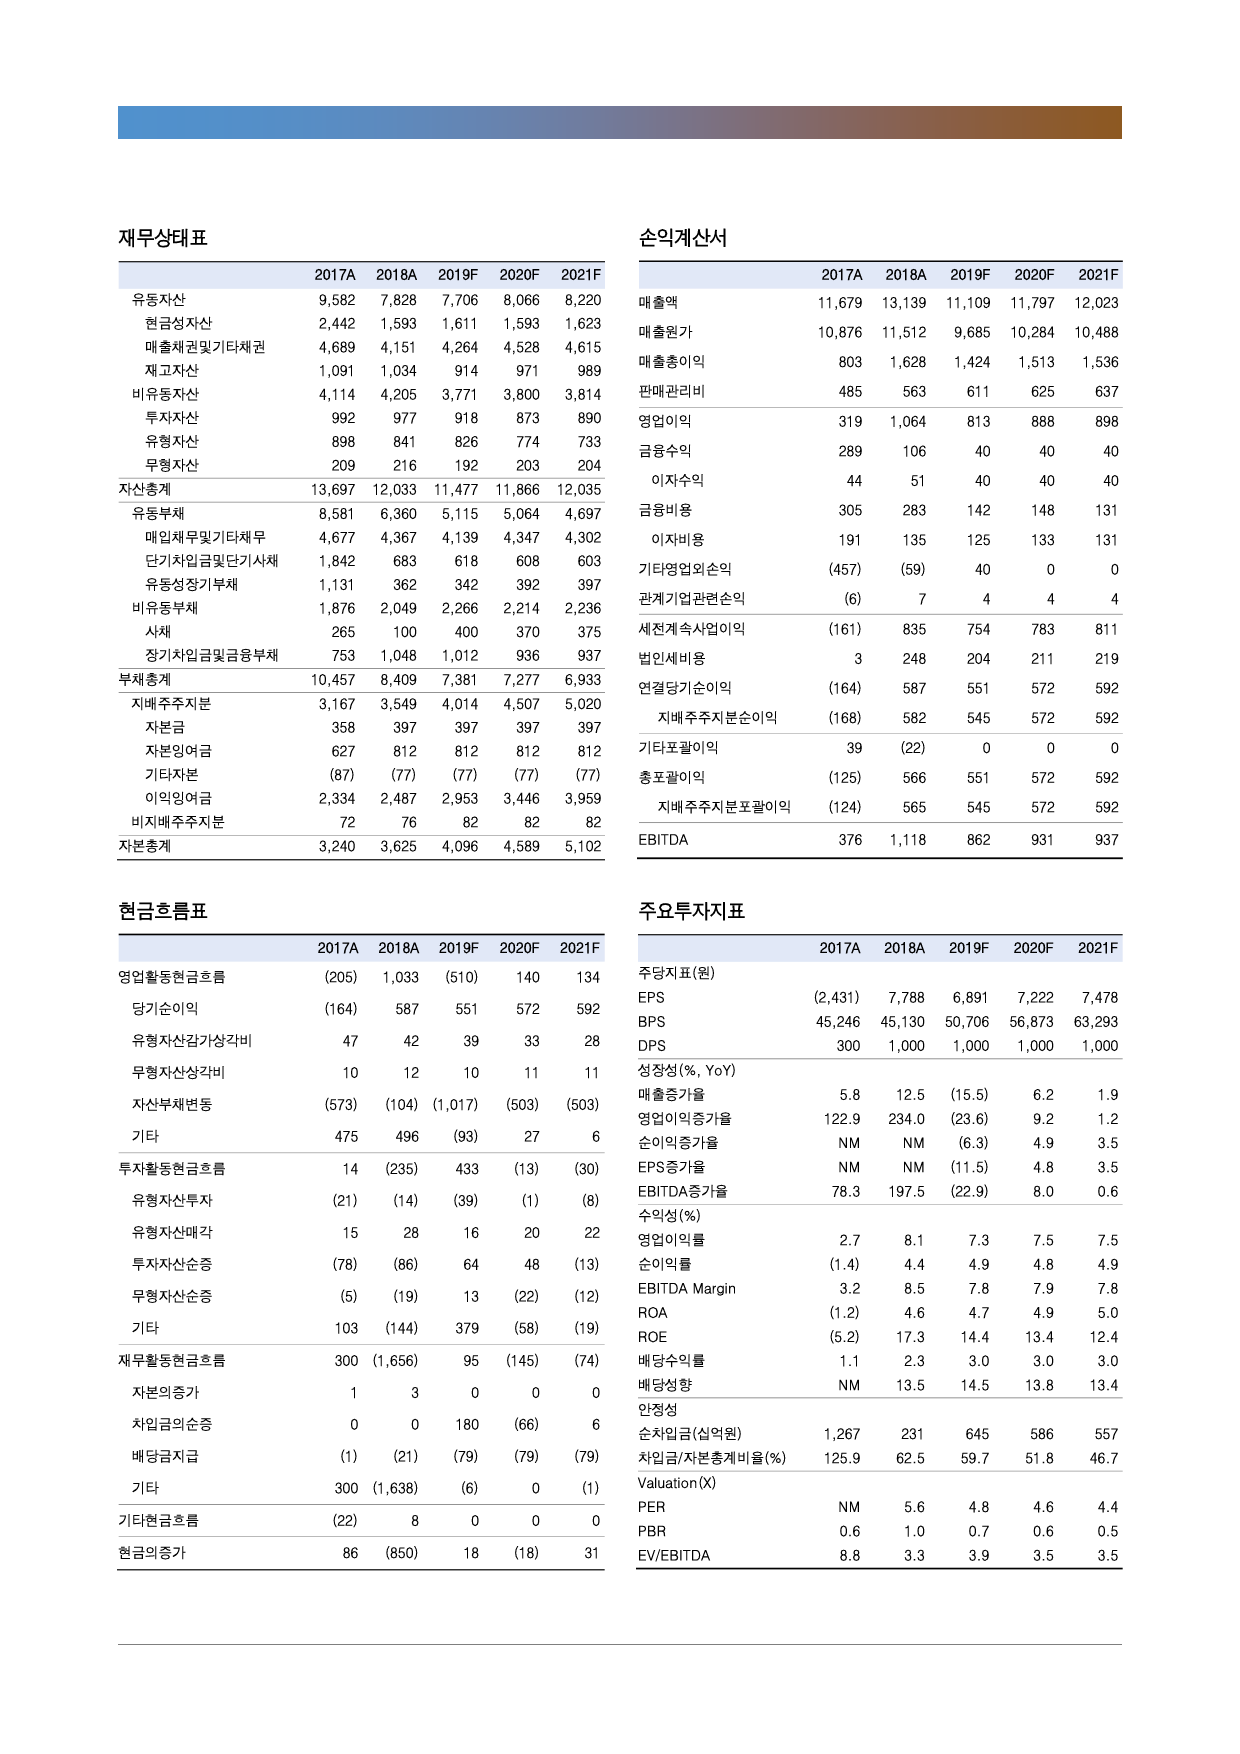 재무상태표
2017A 2018A 2019F 2020F 2021F
유동자산 9,582 7,828 7,706 8,066 8,220
현금성자산 2,442 1,593 1,611 1,593 1,623
매출채권및기타채권 4,689 4,151 4,264 4,528 4,615
재고자산 1,091 1,034 914 971 989
비유동자산 4,114 4,205 3,771 3,800 3,814
투자자산 992 977 918 873 890
유형자산 898 841 826 774 733
무형자산 209 216 192 203 204
자산총계 13,697 12,033 11,477 11,866 12,035
유동부채 8,581 6,360 5,115 5,064 4,697
매입채무및기타채무 4,677 4,367 4,139 4,347 4,302
단기차입금및단기사채 1,842 683 618 608 603
유동성장기부채 1,131 362 342 392 397
비유동부채 1,876 2,049 2,266 2,214 2,236
사채 265 100 400 370 375
장기차입금및금융부채 753 1,048 1,012 936 937
부채총계 10,457 8,409 7,381 7,277 6,933
지배주주지분 3,167 3,549 4,014 4,507 5,020
자본금 358 397 397 397 397
자본잉여금 627 812 812 812 812
기타자본 (87) (77) (77) (77) (77)
이익잉여금 2,334 2,487 2,953 3,446 3,959
비지배주주지분 72 76 82 82 82
자본총계 3,240 3,625 4,096 4,589 5,102
손익계산서
2017A 2018A 2019F 2020F 2021F
매출액 11,679 13,139 11,109 11,797 12,023
매출원가 10,876 11,512 9,685 10,284 10,488
매출총이익 803 1,628 1,424 1,513 1,536
판매관리비 485 563 611 625 637
영업이익 319 1,064 813 888 898
금융수익 289 106 40 40 40
이자수익 44 51 40 40 40
금융비용 305 283 142 148 131
이자비용 191 135 125 133 131
기타영업외손익 (457) (59) 40 0 0
관계기업관련손익 (6) 7 4 4 4
세전계속사업이익 (161) 835 754 783 811
법인세비용 3 248 204 211 219
연결당기순이익 (164) 587 551 572 592
지배주주지분순이익 (168) 582 545 572 592
기타포괄이익 39 (22) 0 0 0
총포괄이익 (125) 566 551 572 592
지배주주지분포괄이익 (124) 565 545 572 592
EBITDA 376 1,118 862 931 937
현금흐름표
2017A 2018A 2019F 2020F 2021F
영업활동현금흐름 (205) 1,033 (510) 140 134
당기순이익 (164) 587 551 572 592
유형자산감가상각비 47 42 39 33 28
무형자산상각비 10 12 10 11 11
자산부채변동 (573) (104) (1,017) (503) (503)
기타 475 496 (93) 27 6
투자활동현금흐름 14 (235) 433 (13) (30)
유형자산투자 (21) (14) (39) (1) (8)
유형자산매각 15 28 16 20 22
투자자산순증 (78) (86) 64 48 (13)
무형자산순증 (5) (19) 13 (22) (12)
기타 103 (144) 379 (58) (19)
재무활동현금흐름 300 (1,656) 95 (145) (74)
자본의증가 1 3 0 0 0
차입금의순증 0 0 180 (66) 6
배당금지급 (1) (21) (79) (79) (79)
기타 300 (1,638) (6) 0 (1)
기타현금흐름 (22) 8 0 0 0
현금의증가 86 (850) 18 (18) 31
주요투자지표
2017A 2018A 2019F 2020F 2021F
주당지표(원)
EPS (2,431) 7,788 6,891 7,222 7,478
BPS 45,246 45,130 50,706 56,873 63,293
DPS 300 1,000 1,000 1,000 1,000
성장성(%, YoY)
매출증가율 5.8 12.5 (15.5) 6.2 1.9
영업이익증가율 122.9 234.0 (23.6) 9.2 1.2
순이익증가율 NM NM (6.3) 4.9 3.5
EPS증가율 NM NM (11.5) 4.8 3.5
EBITDA증가율 78.3 197.5 (22.9) 8.0 0.6
수익성(%)
영업이익률 2.7 8.1 7.3 7.5 7.5
순이익률 (1.4) 4.4 4.9 4.8 4.9
EBITDA Margin 3.2 8.5 7.8 7.9 7.8
ROA (1.2) 4.6 4.7 4.9 5.0
ROE (5.2) 17.3 14.4 13.4 12.4
배당수익률 1.1 2.3 3.0 3.0 3.0
배당성향 NM 13.5 14.5 13.8 13.4
안정성
순차입금(십억원) 1,267 231 645 586 557
차입금/자본총계비율(%) 125.9 62.5 59.7 51.8 46.7
Valuation(X)
PER NM 5.6 4.8 4.6 4.4
PBR 0.6 1.0 0.7 0.6 0.5
EV/EBITDA 8.8 3.3 3.9 3.5 3.5